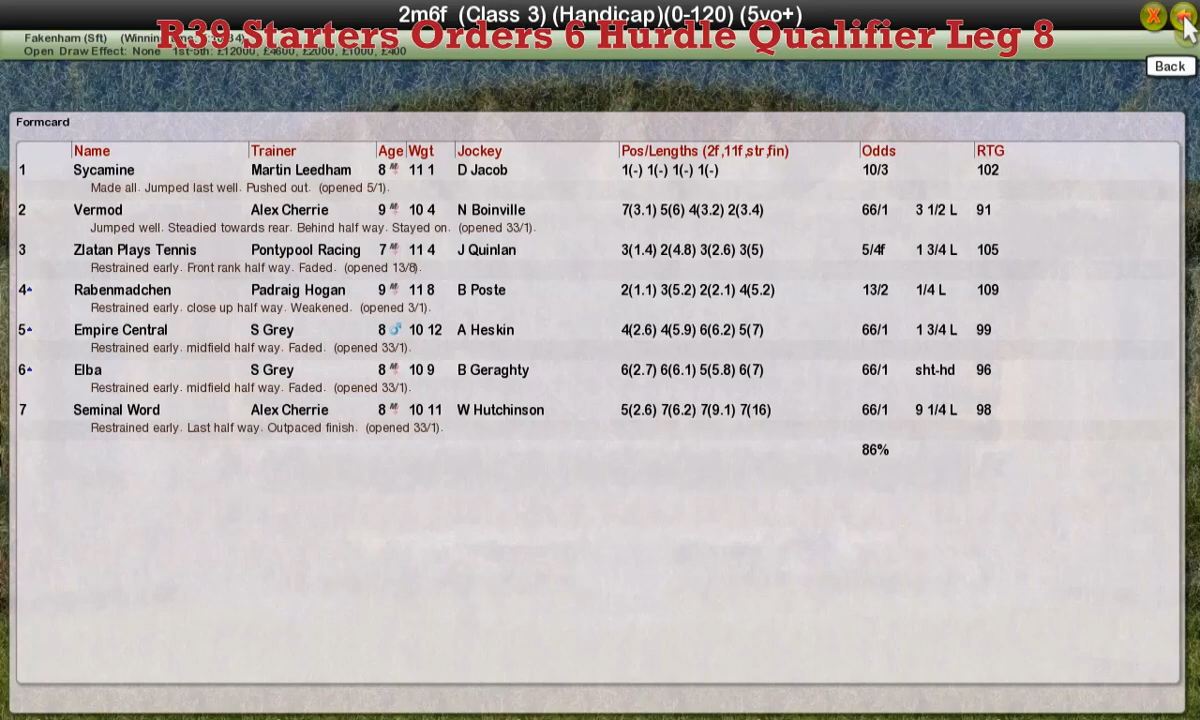 2m6f (Class 3) (Handicap)(0-120) (5yo+)
R39 Starters Orders 6 Hurdle Qualifier Leg 8
Fakenham (Sft) (Winnin
Open Draw Effect: None 1st-5th: £12000, £4600, £2000, £1000, £400
Back
Formcard
Name Trainer Age Wgt Jockey Pos/Lengths (2f,11f,str,fin) Odds RTG
1 Sycamine Martin Leedham 8 11 1 D Jacob 1(-) 1(-) 1(-) 1(-) 10/3 102
Made all. Jumped last well. Pushed out. (opened 5/1).
2 Vermod Alex Cherrie 9 10 4 N Boinville 7(3.1) 5(6) 4(3.2) 2(3.4) 66/1 3 1/2 L 91
Jumped well. Steadied towards rear. Behind half way. Stayed on. (opened 33/1).
3 Zlatan Plays Tennis Pontypool Racing 7 11 4 J Quinlan 3(1.4) 2(4.8) 3(2.6) 3(5) 5/4f 1 3/4 L 105
Restrained early. Front rank half way. Faded. (opened 13/8).
4 Rabenmadchen Padraig Hogan 9 11 8 B Poste 2(1.1) 3(5.2) 2(2.1) 4(5.2) 13/2 1/4 L 109
Restrained early. close up half way. Weakened. (opened 3/1).
5 Empire Central S Grey 8 10 12 A Heskin 4(2.6) 4(5.9) 6(6.2) 5(7) 66/1 1 3/4 L 99
Restrained early. midfield half way. Faded. (opened 33/1).
6 Elba S Grey 8 10 9 B Geraghty 6(2.7) 6(6.1) 5(5.8) 6(7) 66/1 sht-hd 96
Restrained early. midfield half way. Faded. (opened 33/1).
7 Seminal Word Alex Cherrie 8 10 11 W Hutchinson 5(2.6) 7(6.2) 7(9.1) 7(16) 66/1 9 1/4 L 98
Restrained early. Last half way. Outpaced finish. (opened 33/1).
86%